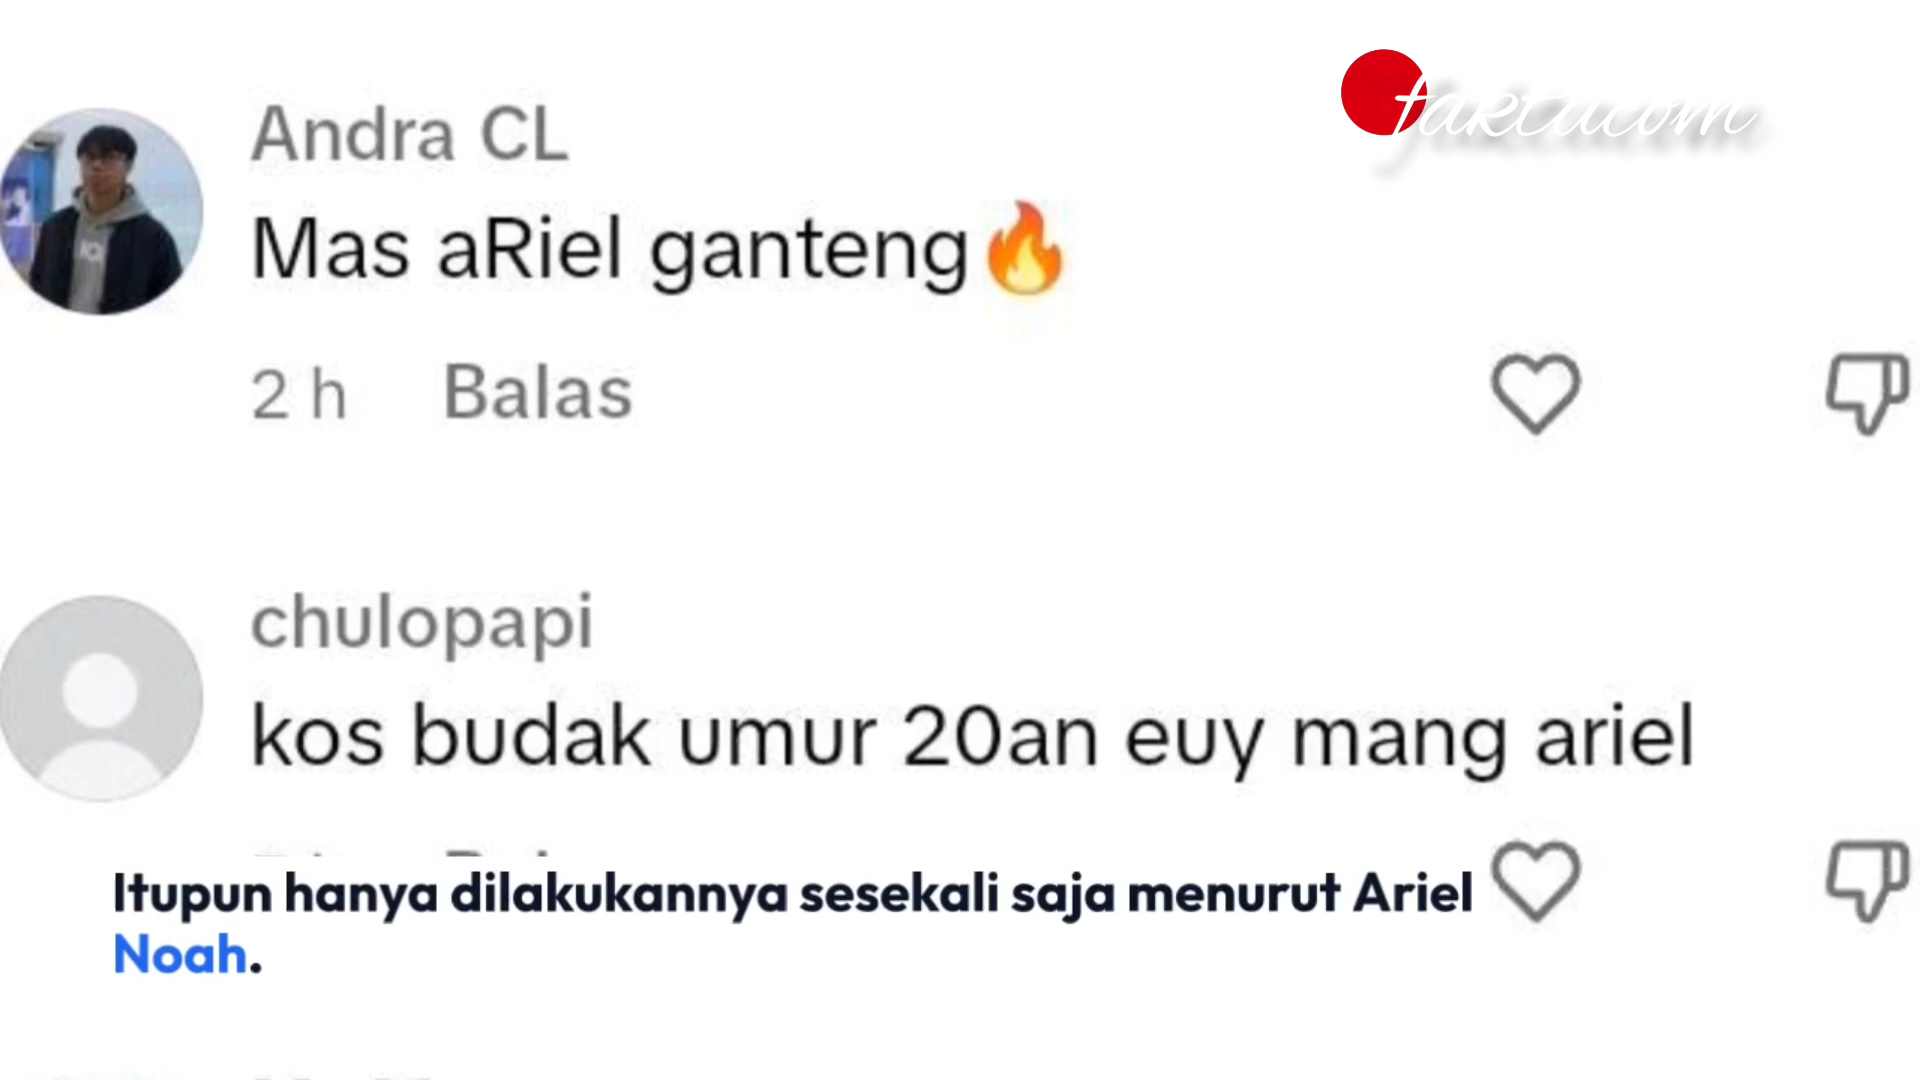 faktacom
Andra CL
Mas aRiel ganteng🔥
2 h Balas
chulopapi
kos budak umur 20an euy mang ariel
Itupun hanya dilakukannya sesekali saja menurut Ariel
Noah.